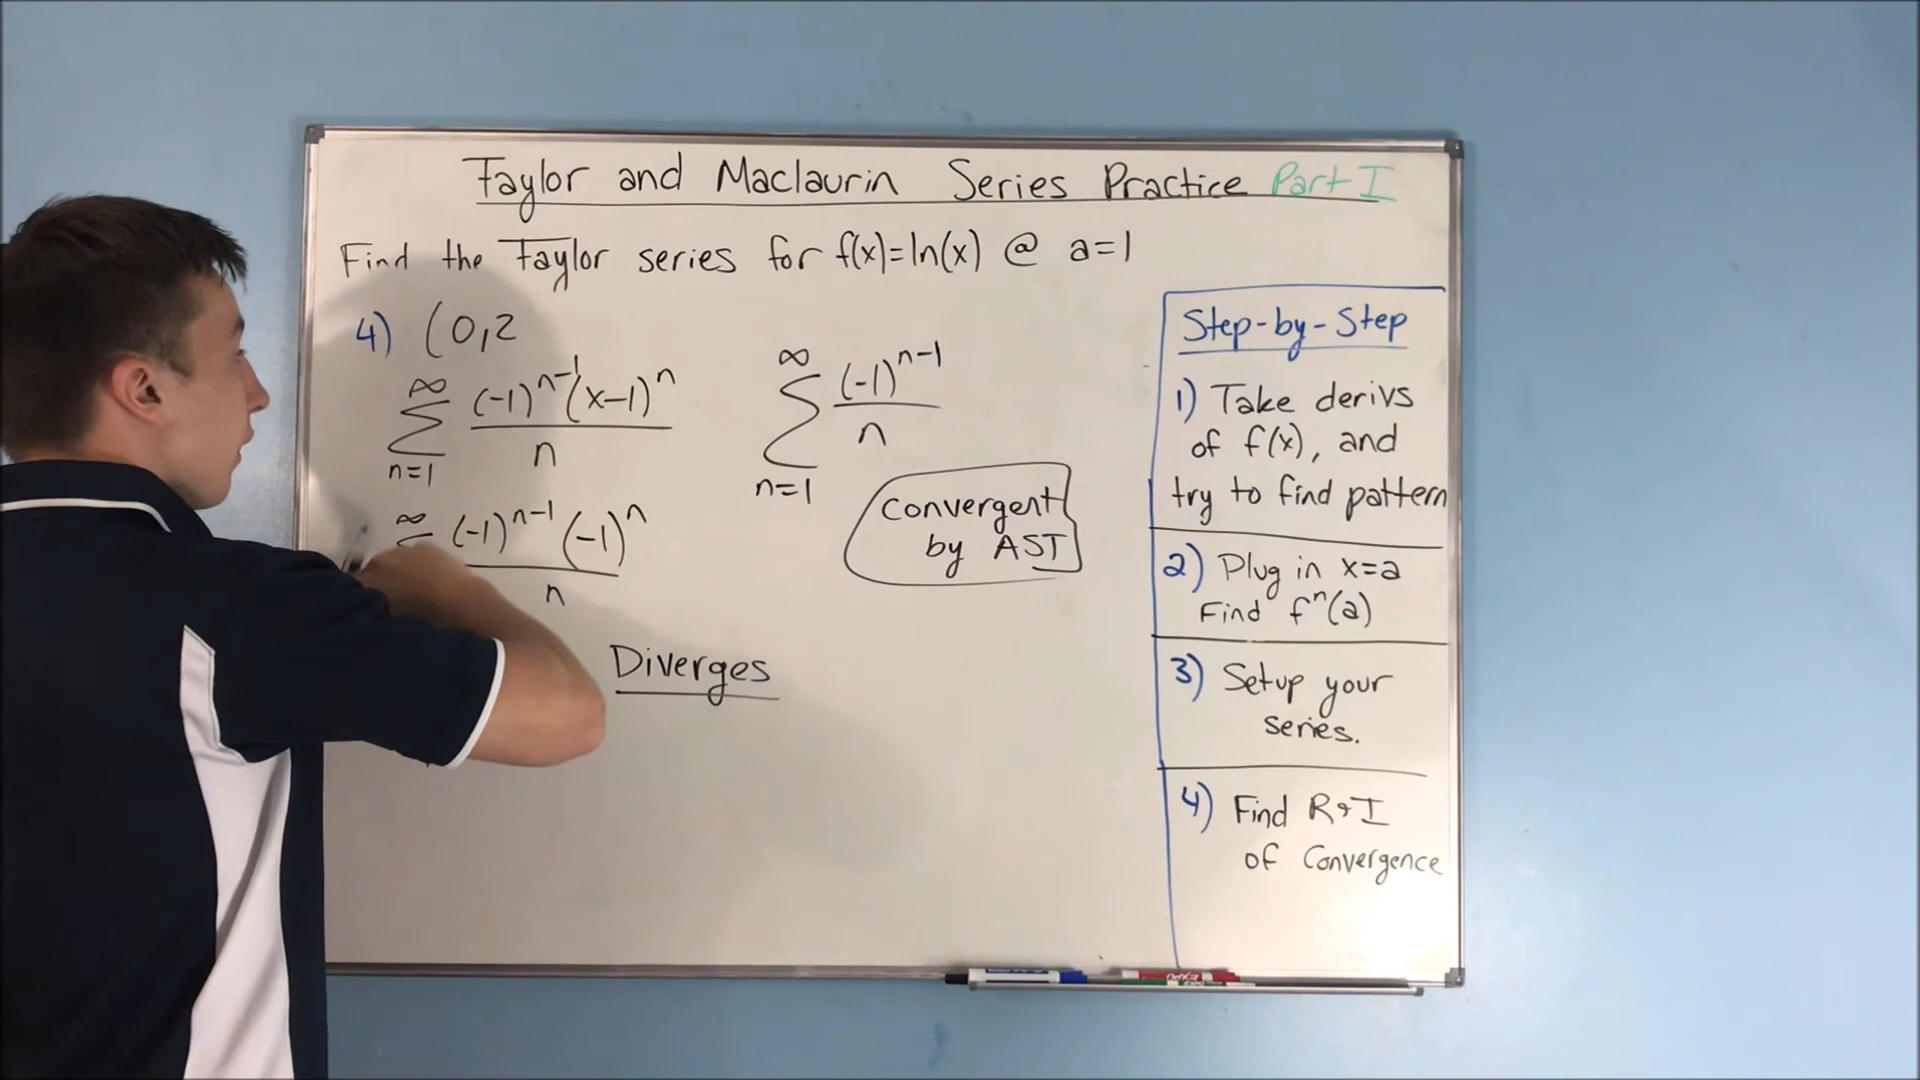 Taylor and Maclaurin Series Practice Part I
Find the Taylor series for f(x)=ln(x) @ a=1
4) (0,2
∞
∑ (-1)^{n-1}(x-1)^n
n
n=1
∞
(-1)^{n-1} (-1)^n
n
Diverges
∞
∑ (-1)^{n-1}
n
n=1
Convergent
by AST
Step-by-Step
1) Take derivs
of f(x), and
try to find pattern
2) Plug in x=a
Find f^n(a)
3) Setup your
series.
4) Find R&I
of Convergence
EXPO